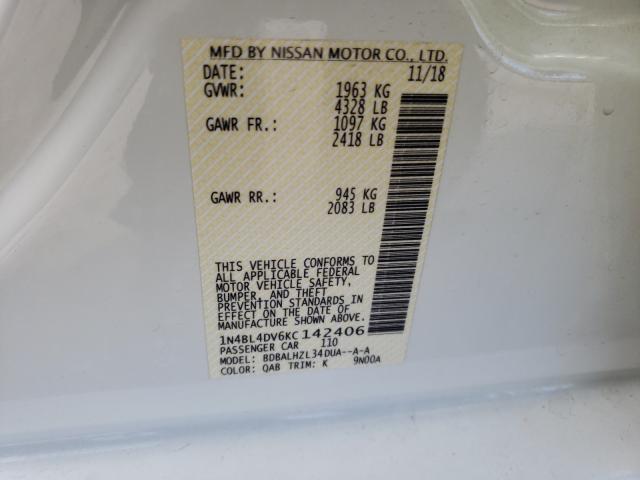 MFD BY NISSAN MOTOR CO., LTD.
DATE: 11/18
GVWR: 1963 KG
4328 LB
GAWR FR.: 1097 KG
2418 LB
GAWR RR.: 945 KG
2083 LB
THIS VEHICLE CONFORMS TO
ALL APPLICABLE FEDERAL
MOTOR VEHICLE SAFETY,
BUMPER, AND THEFT
PREVENTION STANDARDS IN
EFFECT ON THE DATE OF
MANUFACTURE SHOWN ABOVE.
1N4BL4DV6KC142406
PASSENGER CAR 110
MODEL: BDBALHZL34DUA--A-A
COLOR: QAB TRIM: K 9N00A